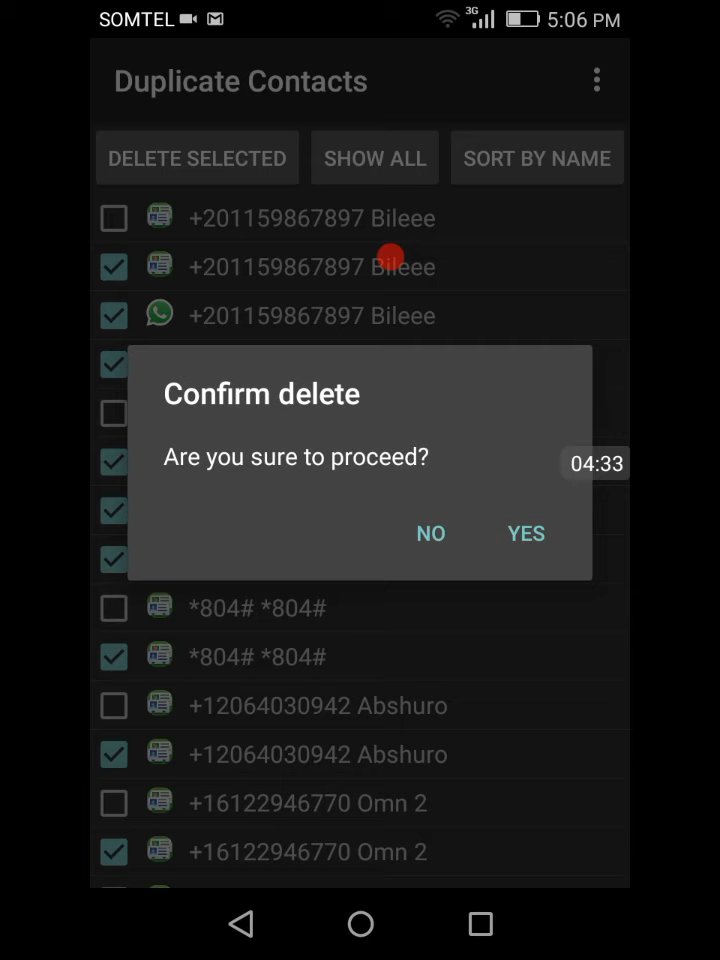 SOMTEL 3G 5:06 PM
Duplicate Contacts
DELETE SELECTED SHOW ALL SORT BY NAME
+201159867897 Bileee
+201159867897 Bileee
+201159867897 Bileee
Confirm delete
Are you sure to proceed?
04:33
NO YES
*804# *804#
*804# *804#
+12064030942 Abshuro
+12064030942 Abshuro
+16122946770 Omn 2
+16122946770 Omn 2